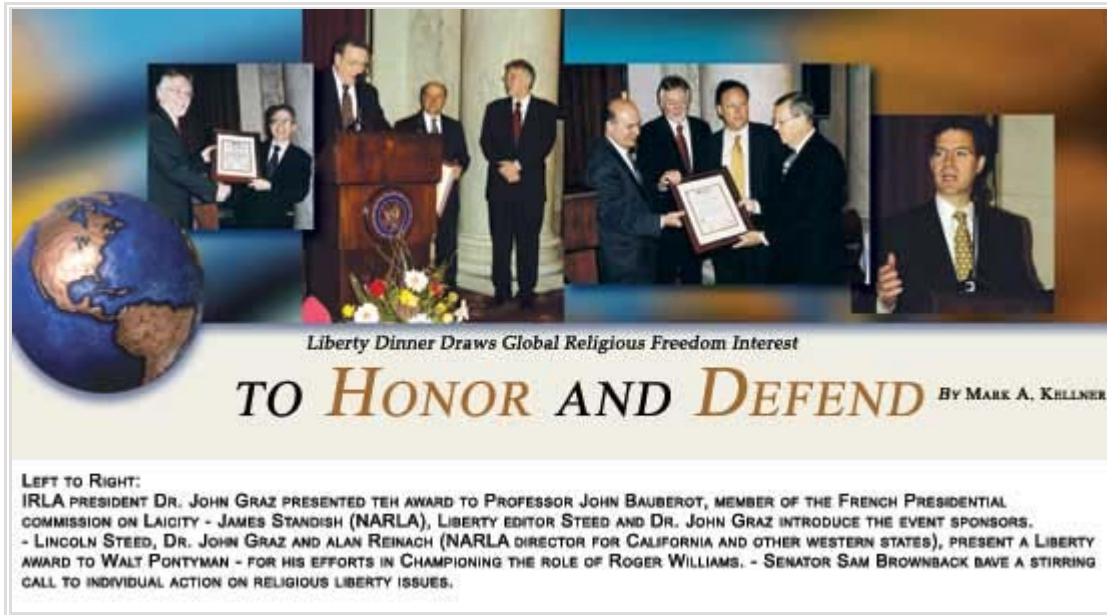 Liberty Dinner Draws Global Religious Freedom Interest
TO HONOR AND DEFEND BY MARK A. KELLNER
LEFT TO RIGHT:
IRLA PRESIDENT DR. JOHN GRAZ PRESENTED TEH AWARD TO PROFESSOR JOHN BAUBEROT, MEMBER OF THE FRENCH PRESIDENTIAL
COMMISSION ON LAICITY - JAMES STANDISH (NARLA), LIBERTY EDITOR STEED AND DR. JOHN GRAZ INTRODUCE THE EVENT SPONSORS.
- LINCOLN STEED, DR. JOHN GRAZ AND ALAN REINACH (NARLA DIRECTOR FOR CALIFORNIA AND OTHER WESTERN STATES), PRESENT A LIBERTY
AWARD TO WALT PONTYMAN - FOR HIS EFFORTS IN CHAMPIONING THE ROLE OF ROGER WILLIAMS. - SENATOR SAM BROWNBACK BAVE A STIRRING
CALL TO INDIVIDUAL ACTION ON RELIGIOUS LIBERTY ISSUES.